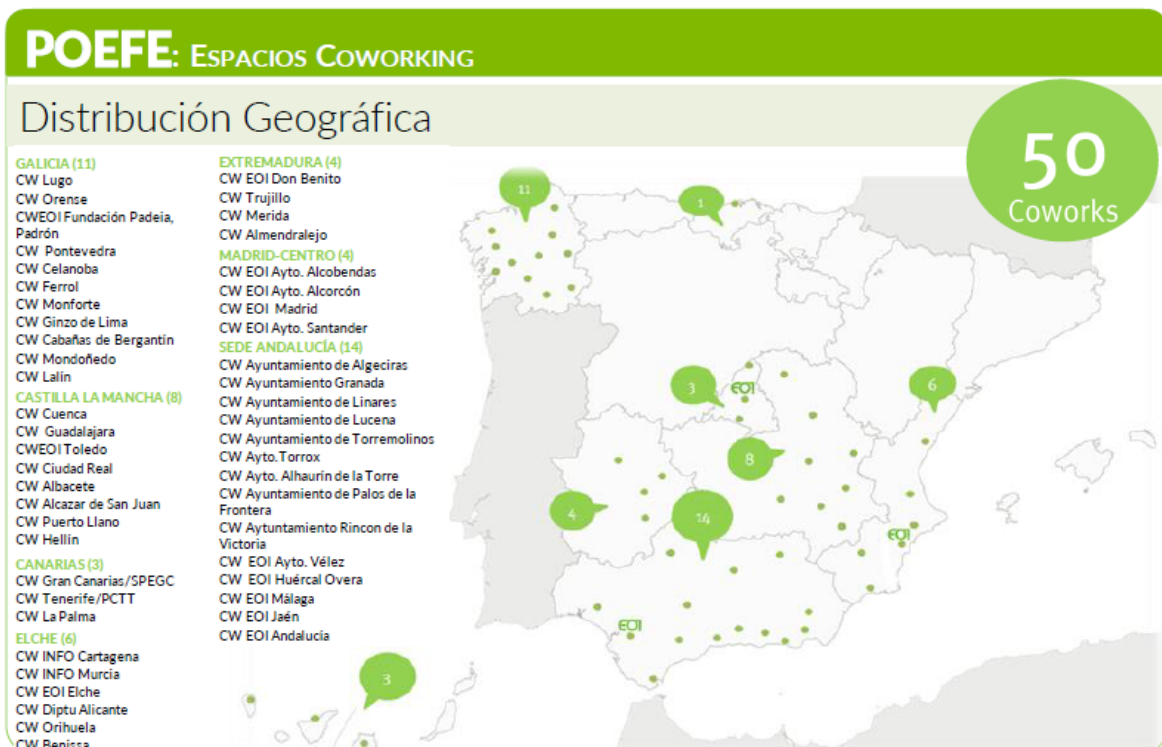 POEFE: ESPACIOS COWORKING
Distribución Geográfica
50
Coworks
GALICIA (11)
CW Lugo
CW Orense
CWEOI Fundación Padeia,
Padrón
CW Pontevedra
CW Celanoba
CW Ferrol
CW Monforte
CW Ginzo de Lima
CW Cabañas de Bergantín
CW Mondoñedo
CW Lalín
CASTILLA LA MANCHA (8)
CW Cuenca
CW Guadalajara
CWEOI Toledo
CW Ciudad Real
CW Albacete
CW Alcazar de San Juan
CW Puerto Llano
CW Hellín
CANARIAS (3)
CW Gran Canarias/SPEGC
CW Tenerife/PCTT
CW La Palma
ELCHE (6)
CW INFO Cartagena
CW INFO Murcia
CW EOI Elche
CW Diptu Alicante
CW Orihuela
CW Benissa
EXTREMADURA (4)
CW EOI Don Benito
CW Trujillo
CW Merida
CW Almendralejo
MADRID-CENTRO (4)
CW EOI Ayto. Alcobendas
CW EOI Ayto. Alcorcón
CW EOI Madrid
CW EOI Ayto. Santander
SEDE ANDALUCÍA (14)
CW Ayuntamiento de Algeciras
CW Ayuntamiento Granada
CW Ayuntamiento de Linares
CW Ayuntamiento de Lucena
CW Ayuntamiento de Torremolinos
CW Ayto. Torrox
CW Ayto. Alhaurín de la Torre
CW Ayuntamiento de Palos de la
Frontera
CW Aytuntamiento Rincon de la
Victoria
CW EOI Ayto. Vélez
CW EOI Huércal Overa
CW EOI Málaga
CW EOI Jaén
CW EOI Andalucía
11
1
3
EOI
6
8
4
14
EOI
EOI
3